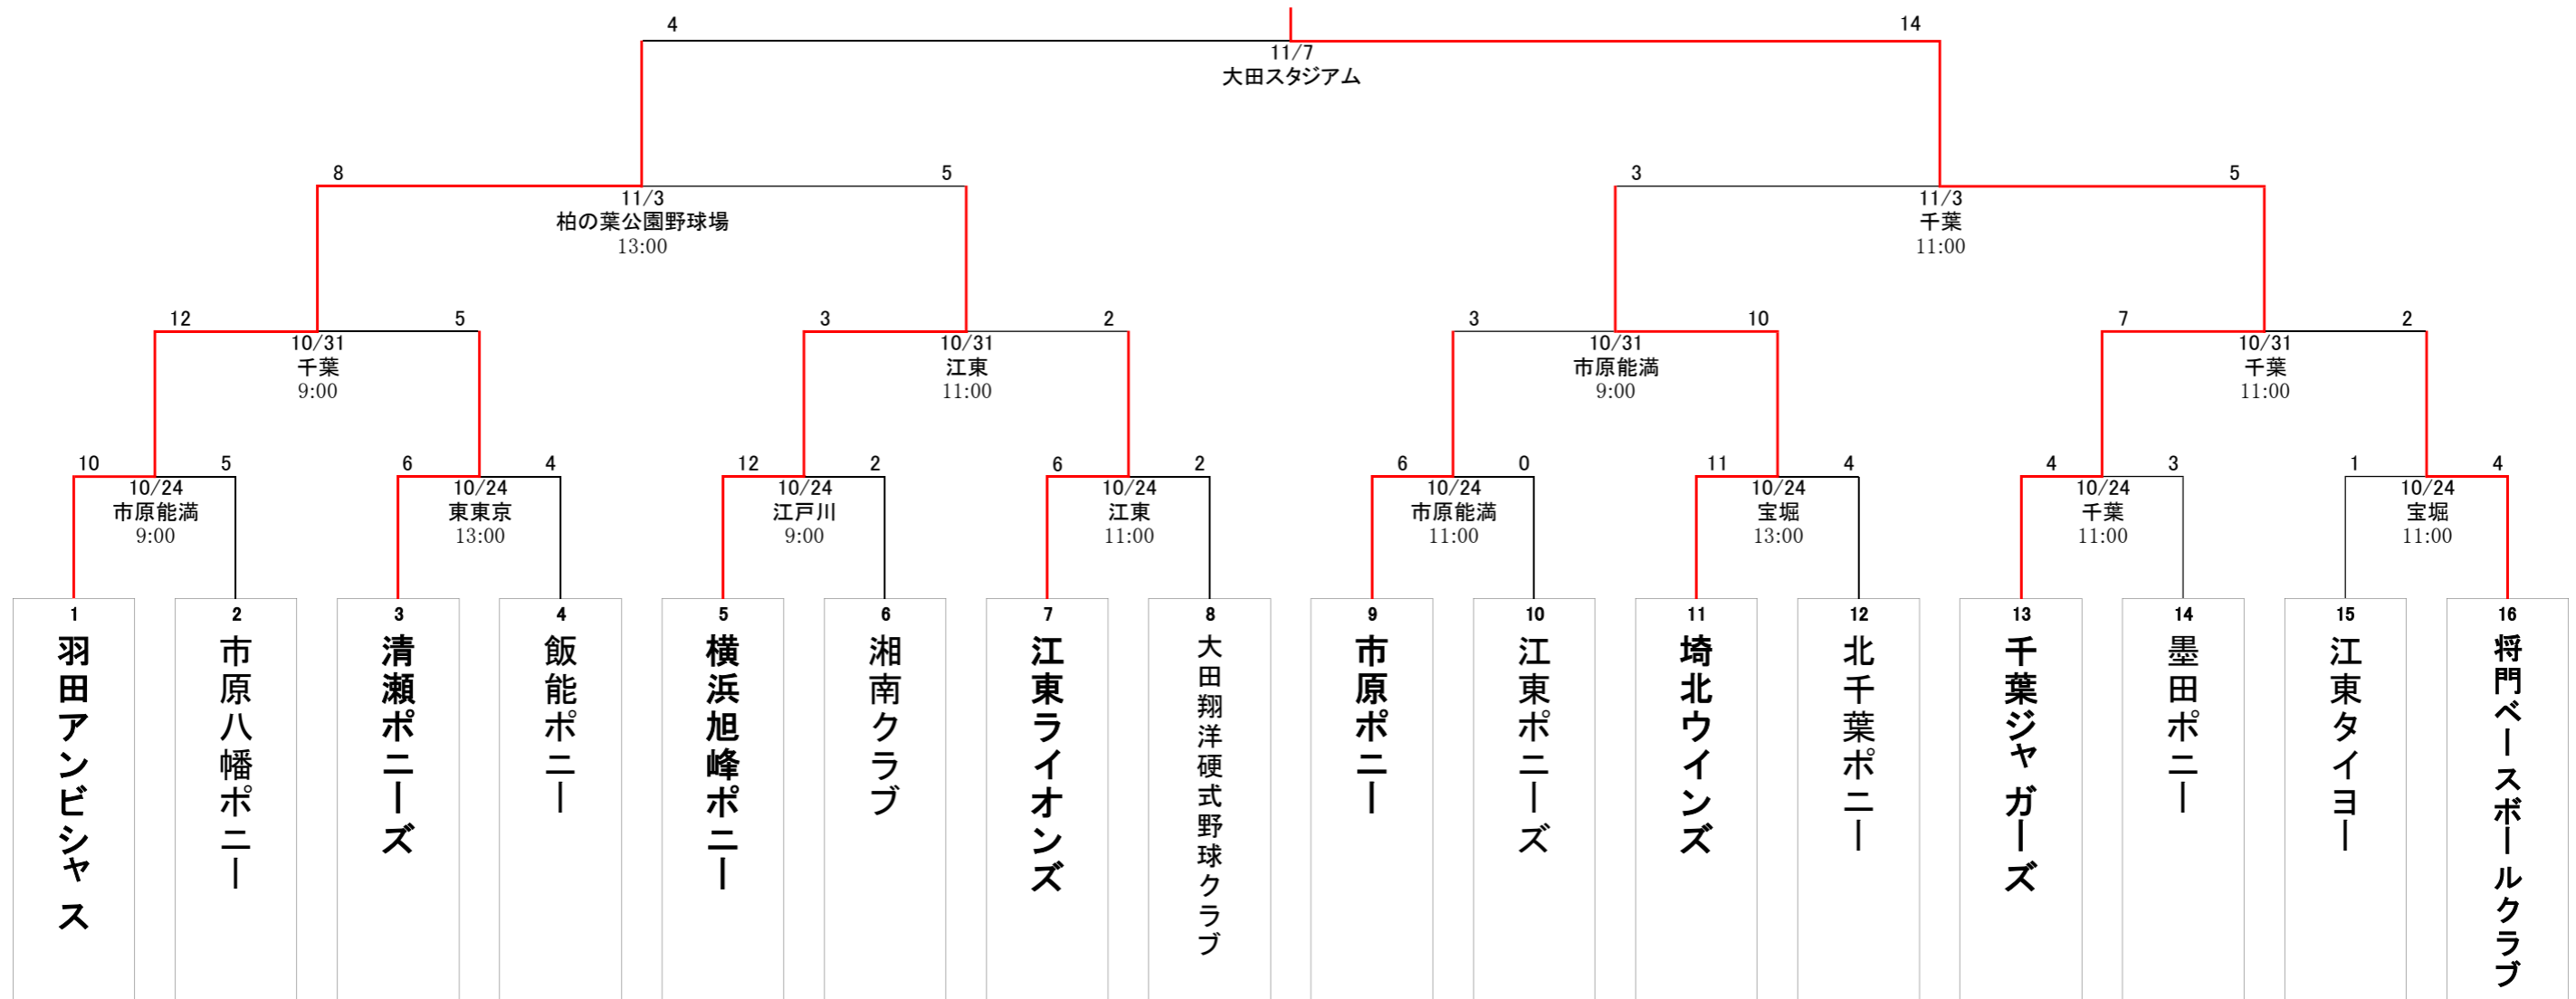 4
14
11/7
大田スタジアム
8
5
3
5
11/3
柏の葉公園野球場
13:00
11/3
千葉
11:00
12
5
3
2
3
10
7
2
10/31
千葉
9:00
10/31
江東
11:00
10/31
市原能満
9:00
10/31
千葉
11:00
10
5
6
4
12
2
6
2
6
0
11
4
4
3
1
4
10/24
市原能満
9:00
10/24
東東京
13:00
10/24
江戸川
9:00
10/24
江東
11:00
10/24
市原能満
11:00
10/24
宝堀
13:00
10/24
千葉
11:00
10/24
宝堀
11:00
1
羽田アンビシャス
2
市原八幡ポニー
3
清瀬ポニーズ
4
飯能ポニー
5
横浜旭峰ポニー
6
湘南クラブ
7
江東ライオンズ
8
大田翔洋硬式野球クラブ
9
市原ポニー
10
江東ポニーズ
11
埼北ウインズ
12
北千葉ポニー
13
千葉ジャガーズ
14
墨田ポニー
15
江東タイヨー
16
将門ベースボールクラブ